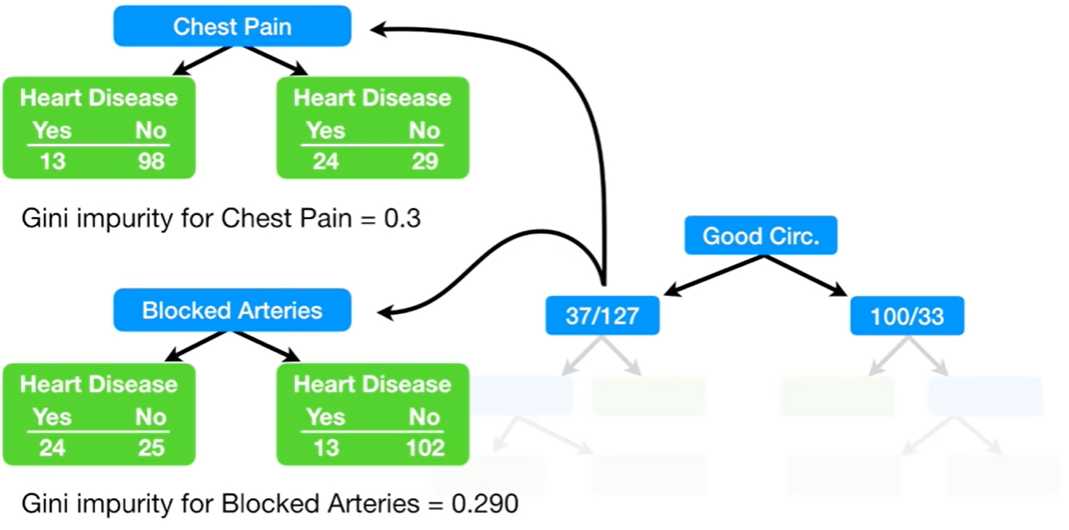 Chest Pain
Heart Disease
Yes No
13 98
Heart Disease
Yes No
24 29
Gini impurity for Chest Pain = 0.3
Good Circ.
37/127
100/33
Blocked Arteries
Heart Disease
Yes No
24 25
Heart Disease
Yes No
13 102
Gini impurity for Blocked Arteries = 0.290